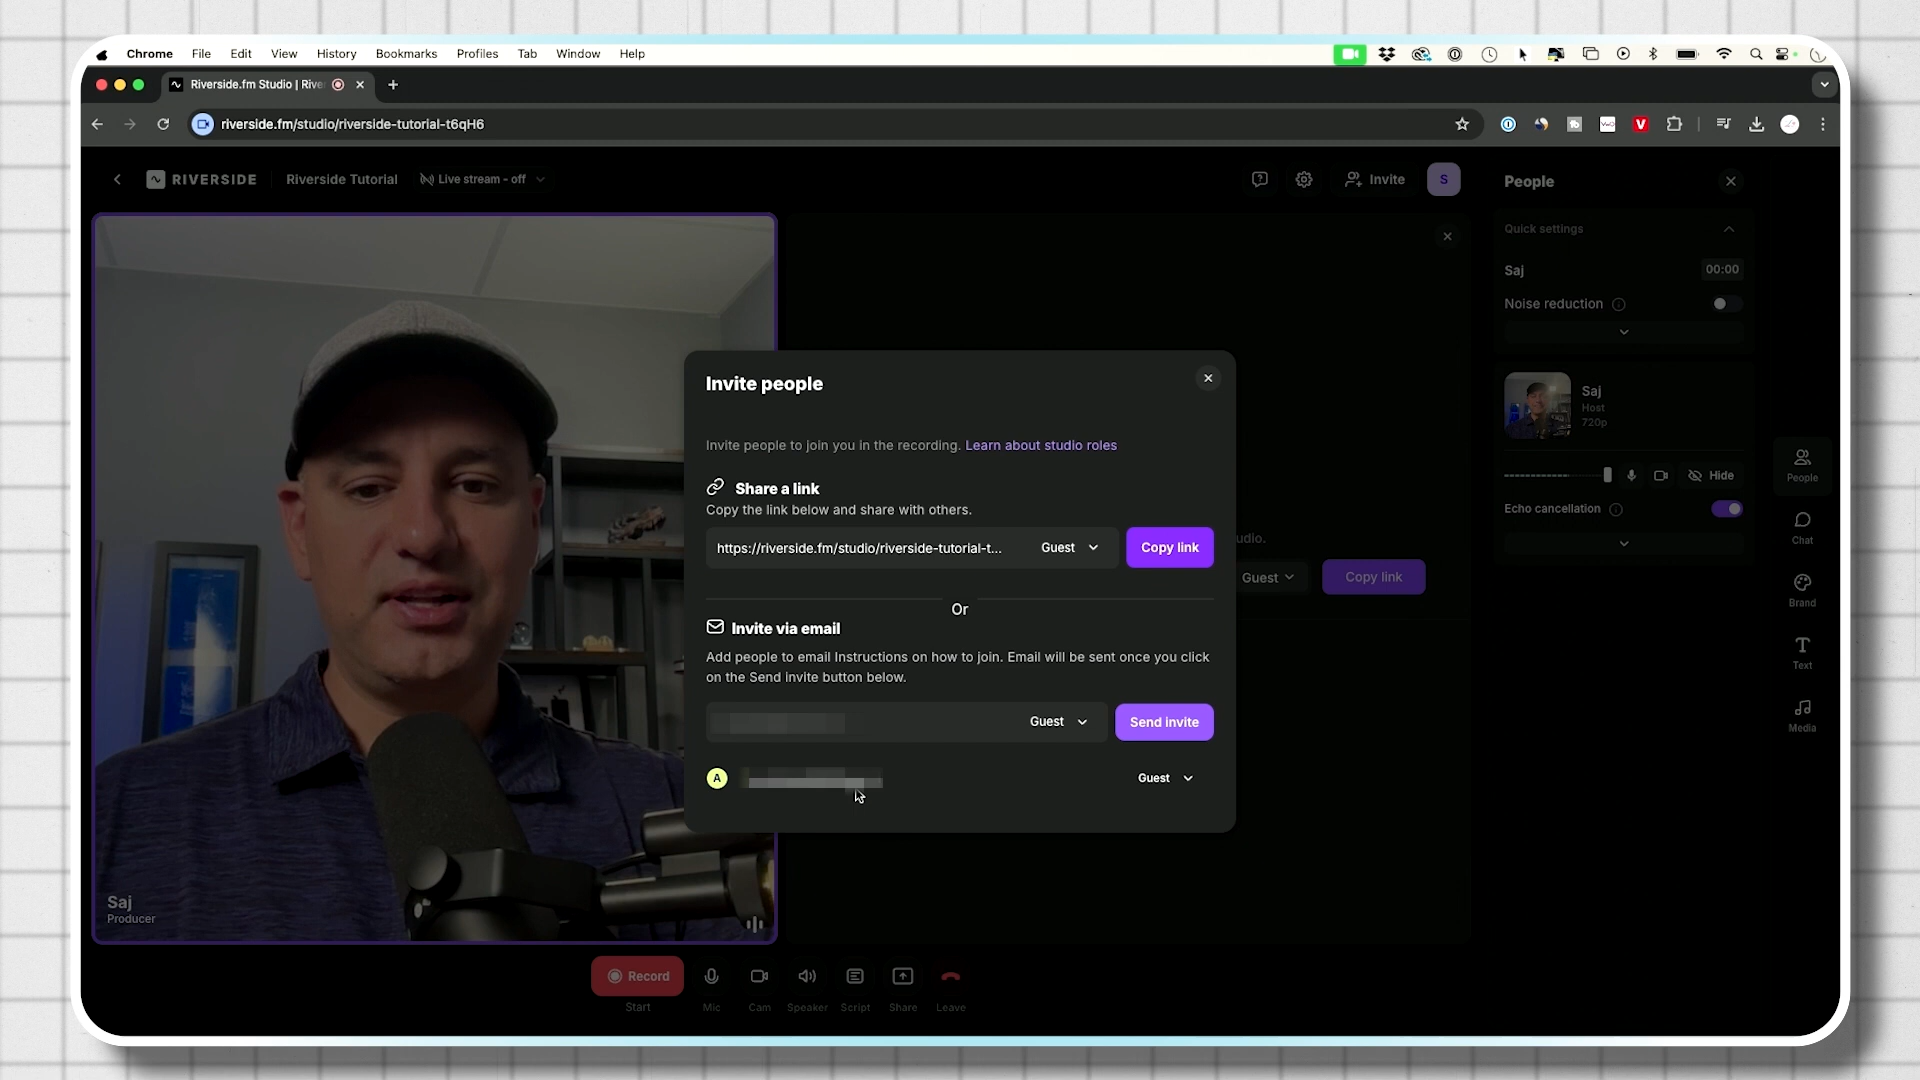 Chrome File Edit View History Bookmarks Profiles Tab Window Help
Riverside.fm Studio | Rive
riverside.fm/studio/riverside-tutorial-t6qH6
RIVERSIDE Riverside Tutorial Live stream - off Invite S
People
Quick settings
Saj 00:00
Noise reduction
Saj
Host
720p
Hide
Echo cancellation
People
Chat
Brand
Text
Media
Invite people
Invite people to join you in the recording. Learn about studio roles
Share a link
Copy the link below and share with others.
https://riverside.fm/studio/riverside-tutorial-t... Guest Copy link
udio.
Guest Copy link
Or
Invite via email
Add people to email Instructions on how to join. Email will be sent once you click
on the Send invite button below.
Guest Send invite
A Guest
Saj
Producer
Record
Start Mic Cam Speaker Script Share Leave